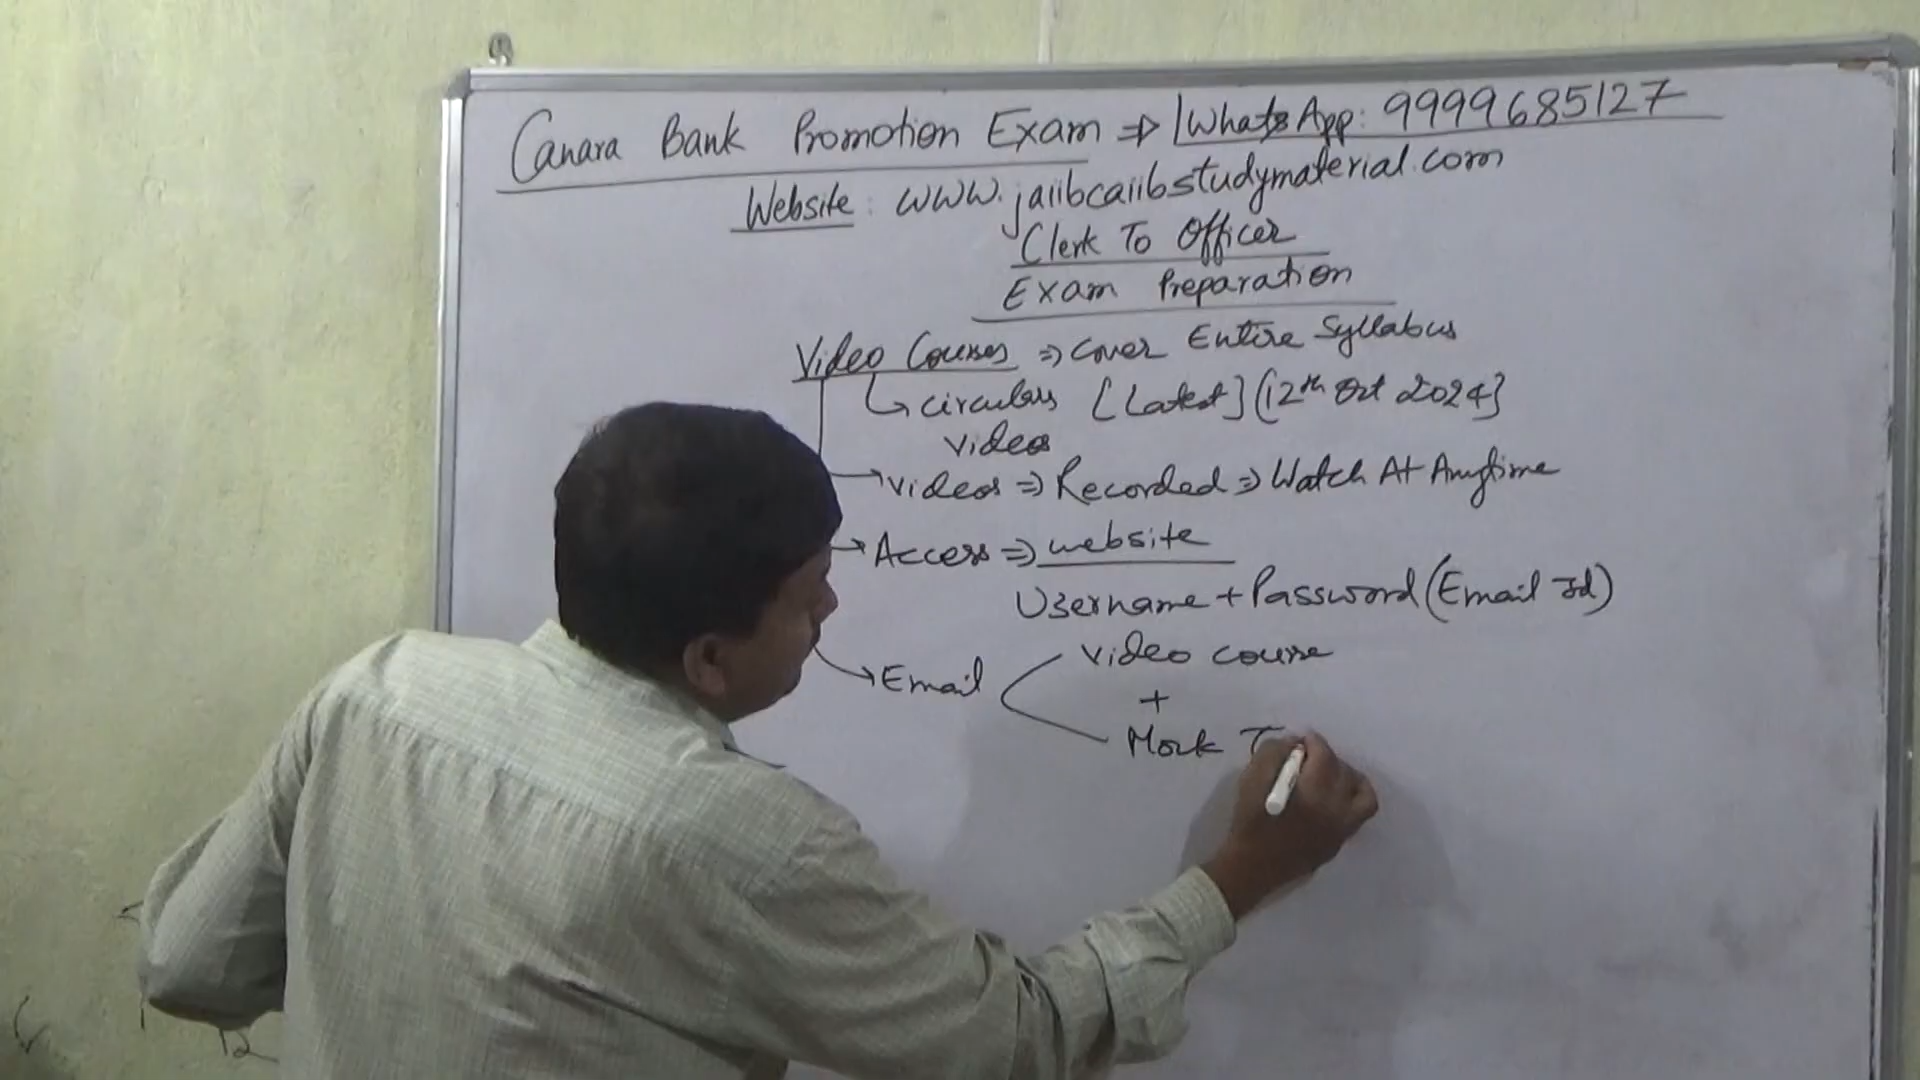 Canara Bank Promotion Exam ⇒ WhatsApp: 9999685127
Website: www.jaiibcaiibstudymaterial.com
Clerk To Officer
Exam Preparation
Video Courses ⇒ Cover Entire Syllabus
↳ circulars [Latest] (12th Oct 2024]
videos
→ videos ⇒ Recorded ⇒ Watch At Anytime
→ Access ⇒ website
Username + Password (Email Id)
video course
→ Email
+
Mock T
12